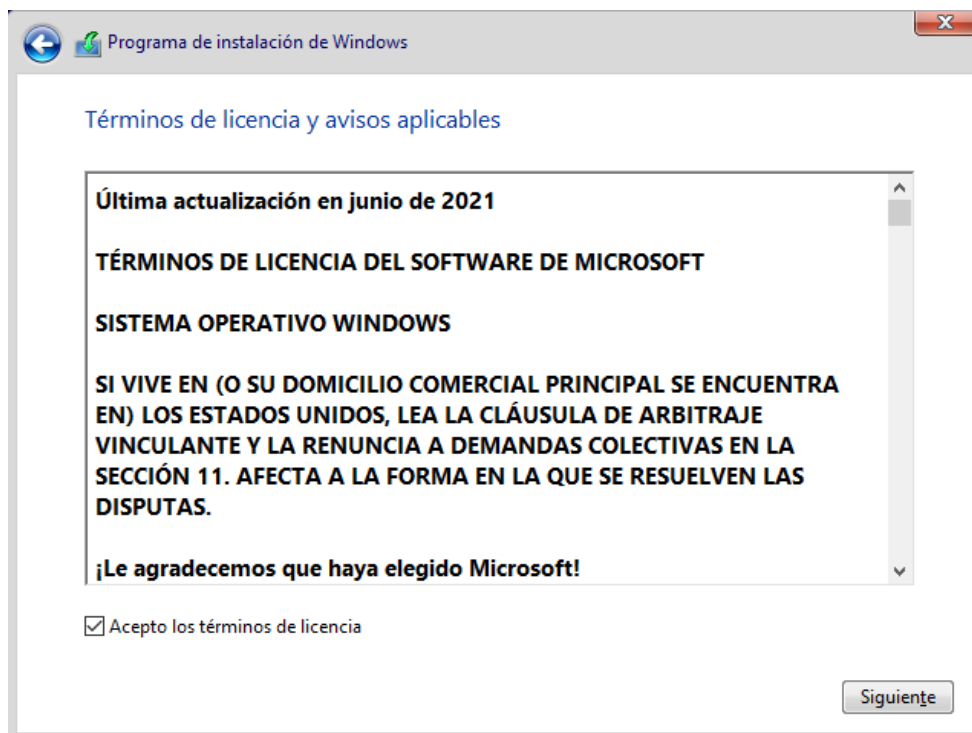 Programa de instalación de Windows
Términos de licencia y avisos aplicables
Última actualización en junio de 2021
TÉRMINOS DE LICENCIA DEL SOFTWARE DE MICROSOFT
SISTEMA OPERATIVO WINDOWS
SI VIVE EN (O SU DOMICILIO COMERCIAL PRINCIPAL SE ENCUENTRA
EN) LOS ESTADOS UNIDOS, LEA LA CLÁUSULA DE ARBITRAJE
VINCULANTE Y LA RENUNCIA A DEMANDAS COLECTIVAS EN LA
SECCIÓN 11. AFECTA A LA FORMA EN LA QUE SE RESUELVEN LAS
DISPUTAS.
¡Le agradecemos que haya elegido Microsoft!
Acepto los términos de licencia
Siguiente